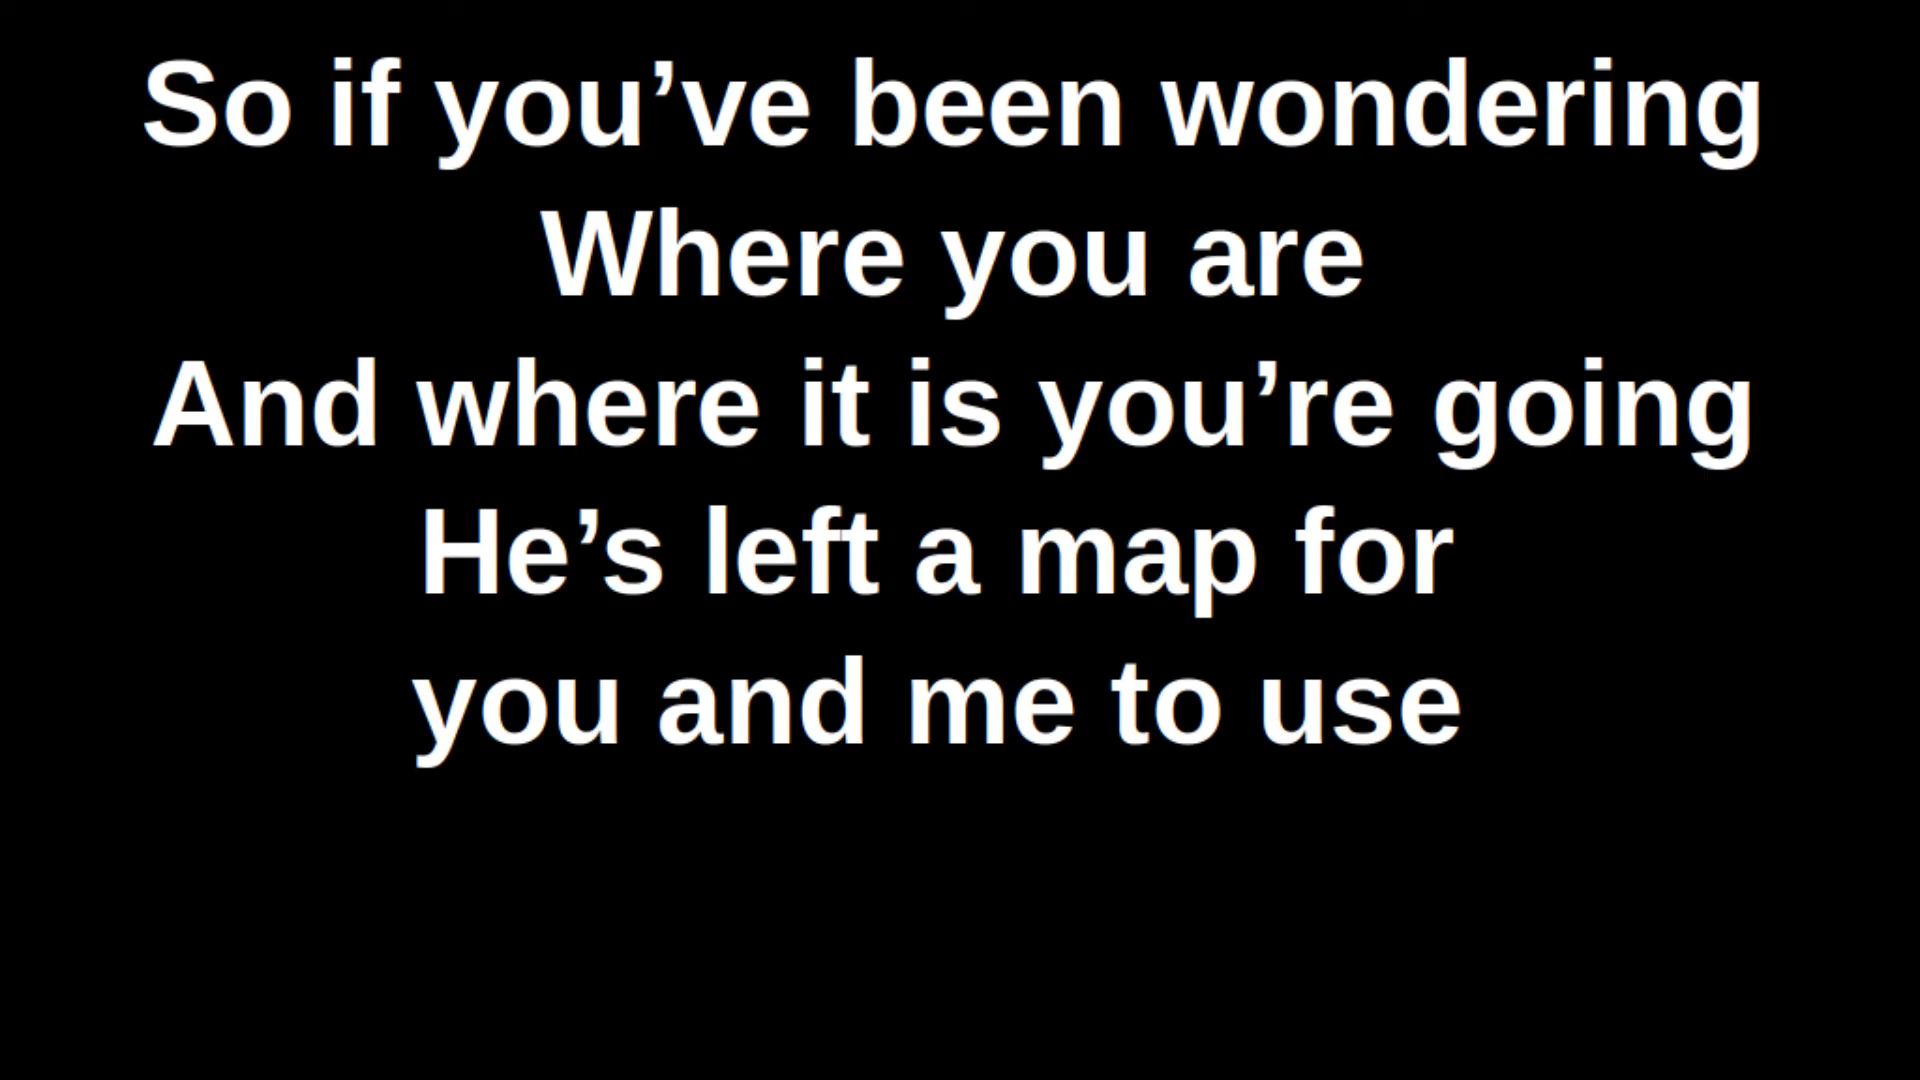 So if you’ve been wondering
Where you are
And where it is you’re going
He’s left a map for
you and me to use